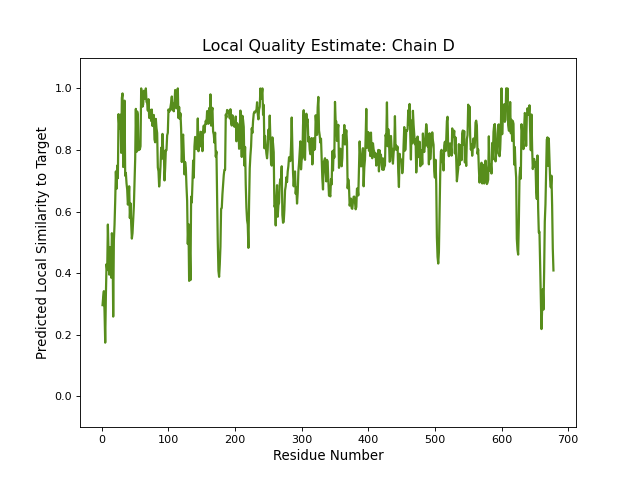 Local Quality Estimate: Chain D
Predicted Local Similarity to Target
1.0
0.8
0.6
0.4
0.2
0.0
0 100 200 300 400 500 600 700
Residue Number